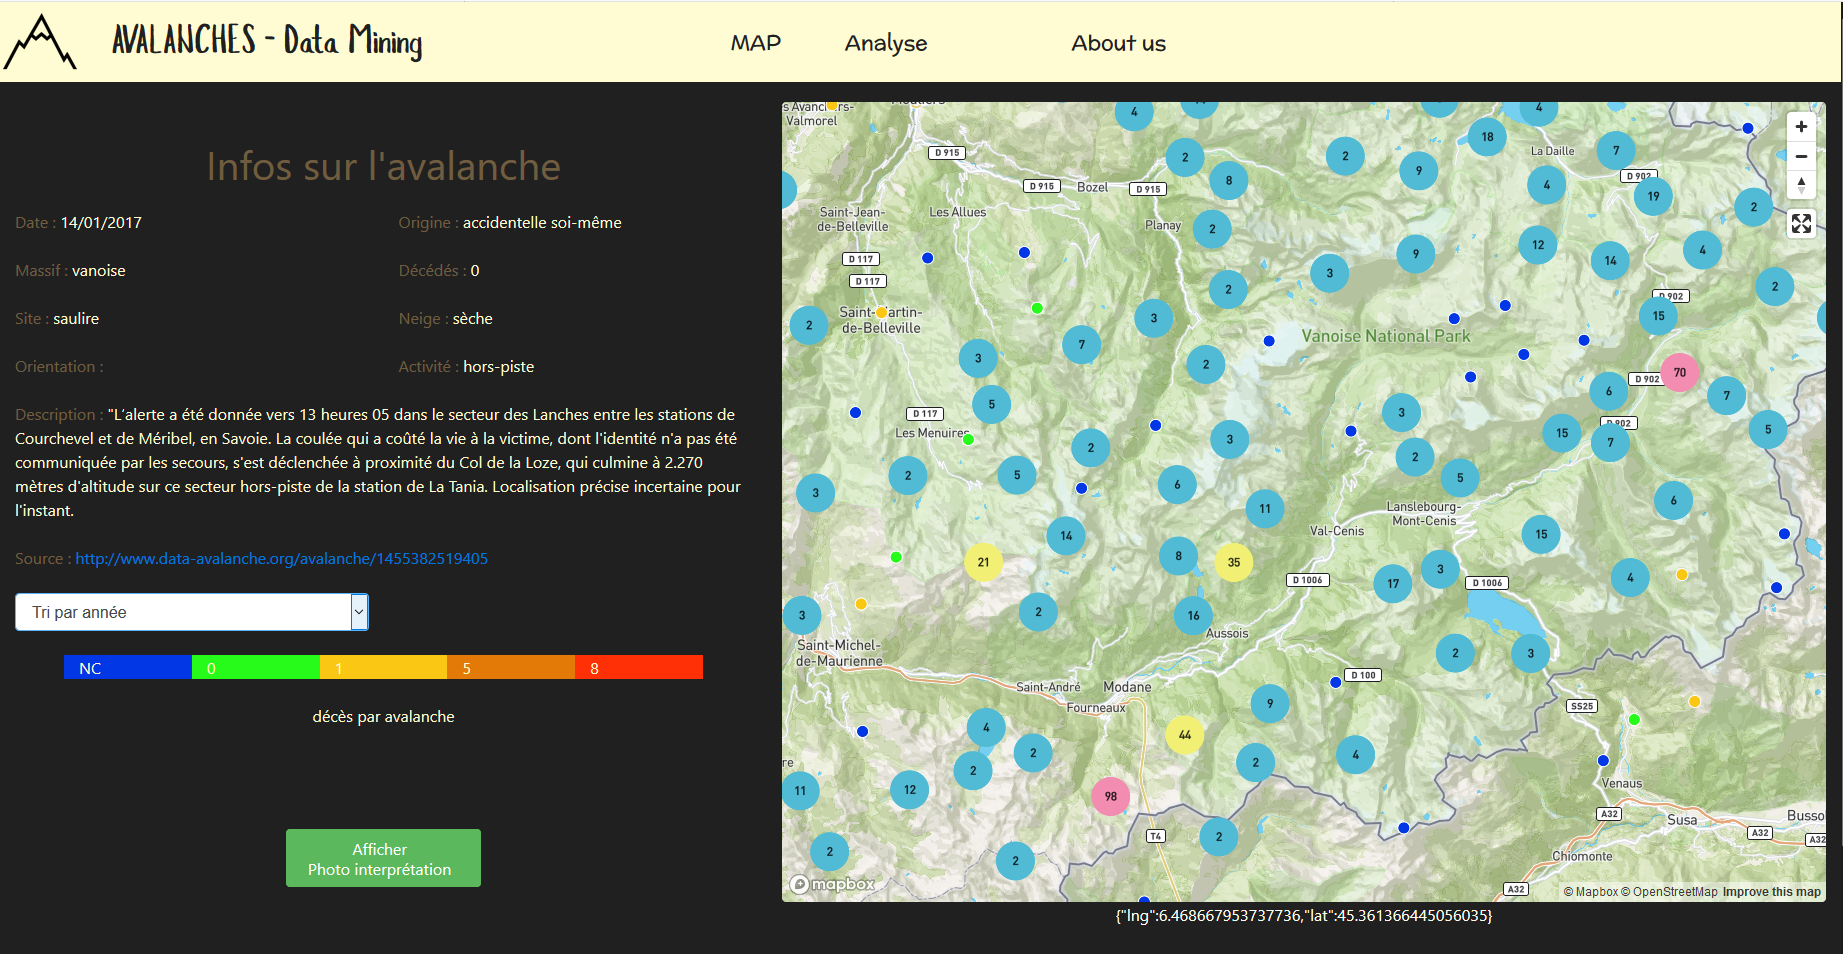 AVALANCHES - Data Mining
MAP
Analyse
About us
Infos sur l'avalanche
Date : 14/01/2017
Origine : accidentelle soi-même
Massif : vanoise
Décédés : 0
Site : saulire
Neige : sèche
Orientation :
Activité : hors-piste
Description : "L'alerte a été donnée vers 13 heures 05 dans le secteur des Lanches entre les stations de
Courchevel et de Méribel, en Savoie. La coulée qui a coûté la vie à la victime, dont l'identité n'a pas été
communiquée par les secours, s'est déclenchée à proximité du Col de la Loze, qui culmine à 2.270
mètres d'altitude sur ce secteur hors-piste de la station de La Tania. Localisation précise incertaine pour
l'instant.
Source : http://www.data-avalanche.org/avalanche/1455382519405
Tri par année
NC 0 1 5 8
décès par avalanche
Afficher
Photo interprétation
Valmorel
4
4
18
D 915
2
2
La Daille
7
9
8
D 915
Bozel
D 915
4
D 902
19
2
Saint-Jean-
de-Belleville
Les Allues
Planay
2
12
4
D 117
9
14
3
D 117
2
2
D 902
Saint-Martin-
de-Belleville
2
3
15
Vanoise National Park
7
3
2
70
D 902
6
7
5
3
D 117
D 902
5
Les Menuires
15
7
2
3
2
2
5
5
6
3
6
11
Lanslebourg-
Mont-Cenis
Val-Cenis
14
15
8
21
35
3
4
D 1006
17
D 1006
2
3
16
Aussois
Saint-Michel-
de-Maurienne
2
3
D 100
Saint-André
Modane
Fourneaux
9
SS25
4
44
2
4
2
2
re
11
12
98
Venaus
A32
Susa
Busso
T4
2
A32
A32
2
2
Chiomonte
A32
mapbox
© Mapbox © OpenStreetMap Improve this map
{"lng":6.468667953737736,"lat":45.361366445056035}